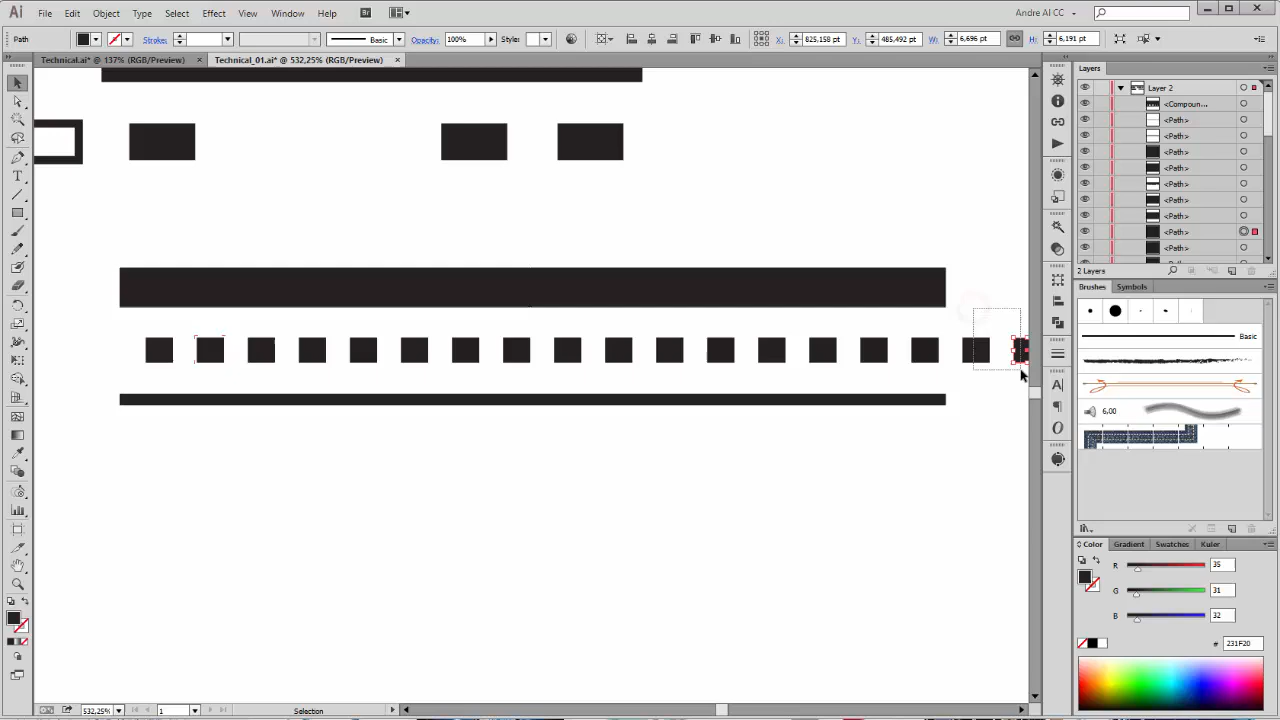 Ai File Edit Object Type Select Effect View Window Help Br Andre AI CC
Path Stroke: Basic Opacity: 100% Style: X: 825,158 pt Y: 485,492 pt W: 6,696 pt H: 6,191 pt
Technical.ai* @ 137% (RGB/Preview) × Technical_01.ai* @ 532,25% (RGB/Preview) ×
Layers
Layer 2
<Compoun...
<Path>
<Path>
<Path>
<Path>
<Path>
<Path>
<Path>
<Path>
<Path>
2 Layers
Brushes Symbols
Basic
6,00
Color Gradient Swatches Kuler
R 35
G 31
B 32
# 231F20
532,25% 1 Selection